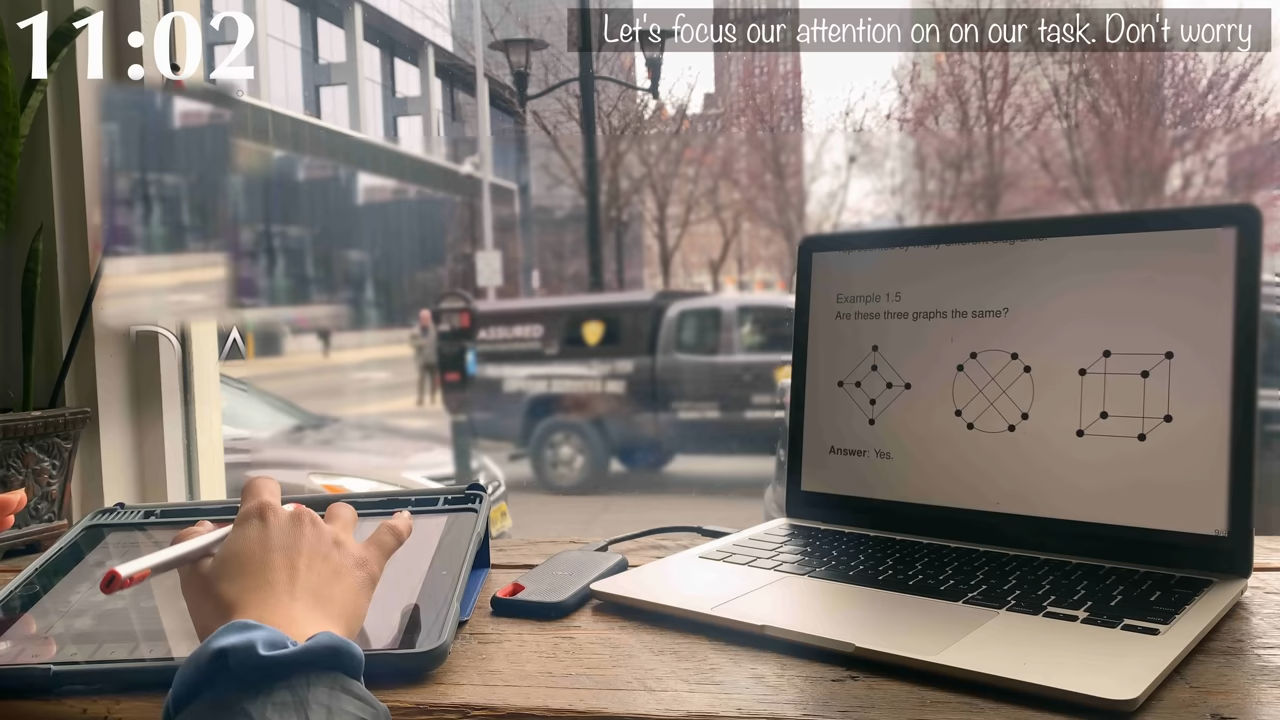 11:02
Let's focus our attention on on our task. Don't worry
ASSURED
Example 1.5
Are these three graphs the same?
Answer: Yes.